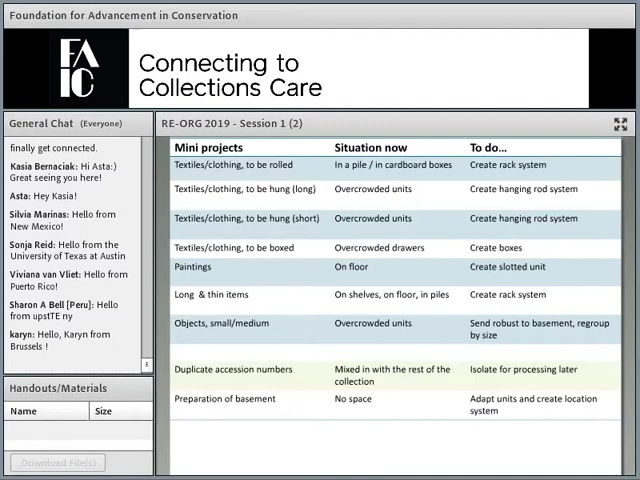 Foundation for Advancement in Conservation
FA
IC
Connecting to
Collections Care
General Chat (Everyone)
finally get connected.
Kasia Bernaciak: Hi Asta:)
Great seeing you here!
Asta: Hey Kasia!
Silvia Marinas: Hello from
New Mexico!
Sonja Reid: Hello from the
University of Texas at Austin
Viviana van Vliet: Hello from
Puerto Rico!
Sharon A Bell [Peru]: Hello
from upstTE ny
karyn: Hello, Karyn from
Brussels !
Handouts/Materials
Name Size
Download File(s)
RE-ORG 2019 - Session 1 (2)
Mini projects Situation now To do...
Textiles/clothing, to be rolled In a pile / in cardboard boxes Create rack system
Textiles/clothing, to be hung (long) Overcrowded units Create hanging rod system
Textiles/clothing, to be hung (short) Overcrowded units Create hanging rod system
Textiles/clothing, to be boxed Overcrowded drawers Create boxes
Paintings On floor Create slotted unit
Long & thin items On shelves, on floor, in piles Create rack system
Objects, small/medium Overcrowded units Send robust to basement, regroup
by size
Duplicate accession numbers Mixed in with the rest of the Isolate for processing later
collection
Preparation of basement No space Adapt units and create location
system